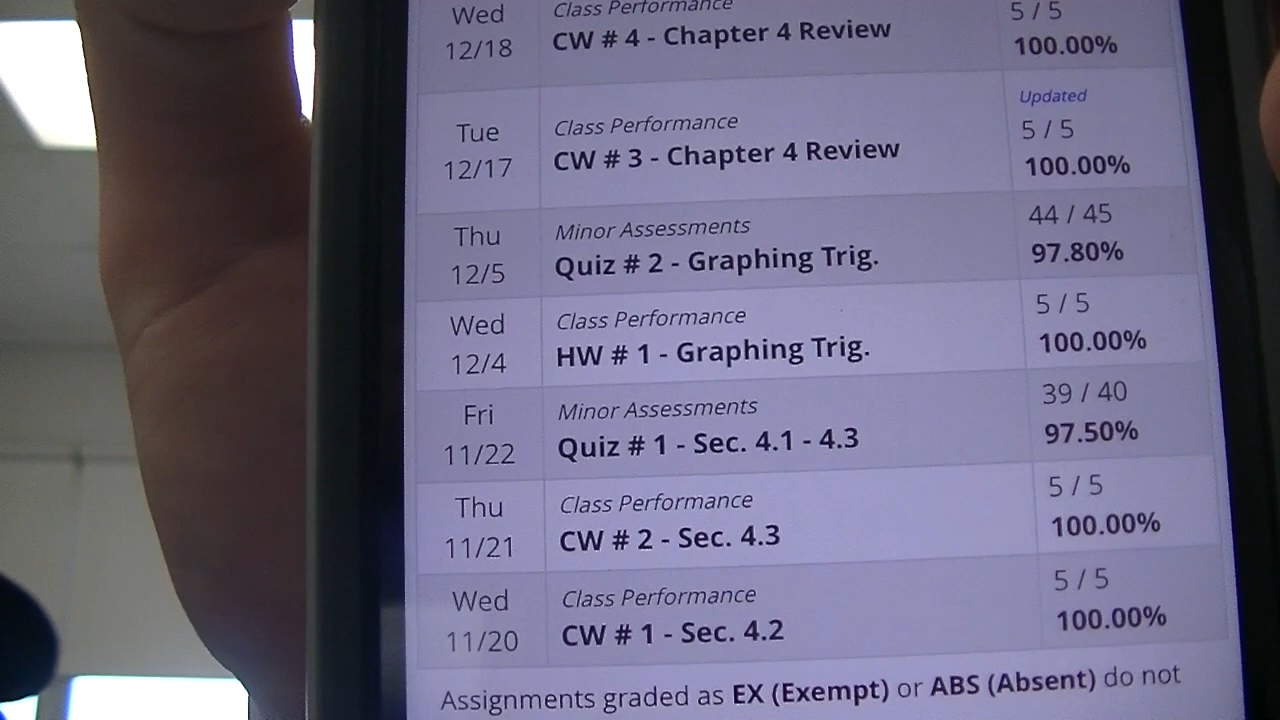 Wed
12/18
Class Performance
CW # 4 - Chapter 4 Review
5 / 5
100.00%
Tue
12/17
Class Performance
CW # 3 - Chapter 4 Review
Updated
5 / 5
100.00%
Thu
12/5
Minor Assessments
Quiz # 2 - Graphing Trig.
44 / 45
97.80%
Wed
12/4
Class Performance
HW # 1 - Graphing Trig.
5 / 5
100.00%
Fri
11/22
Minor Assessments
Quiz # 1 - Sec. 4.1 - 4.3
39 / 40
97.50%
Thu
11/21
Class Performance
CW # 2 - Sec. 4.3
5 / 5
100.00%
Wed
11/20
Class Performance
CW # 1 - Sec. 4.2
5 / 5
100.00%
Assignments graded as EX (Exempt) or ABS (Absent) do not